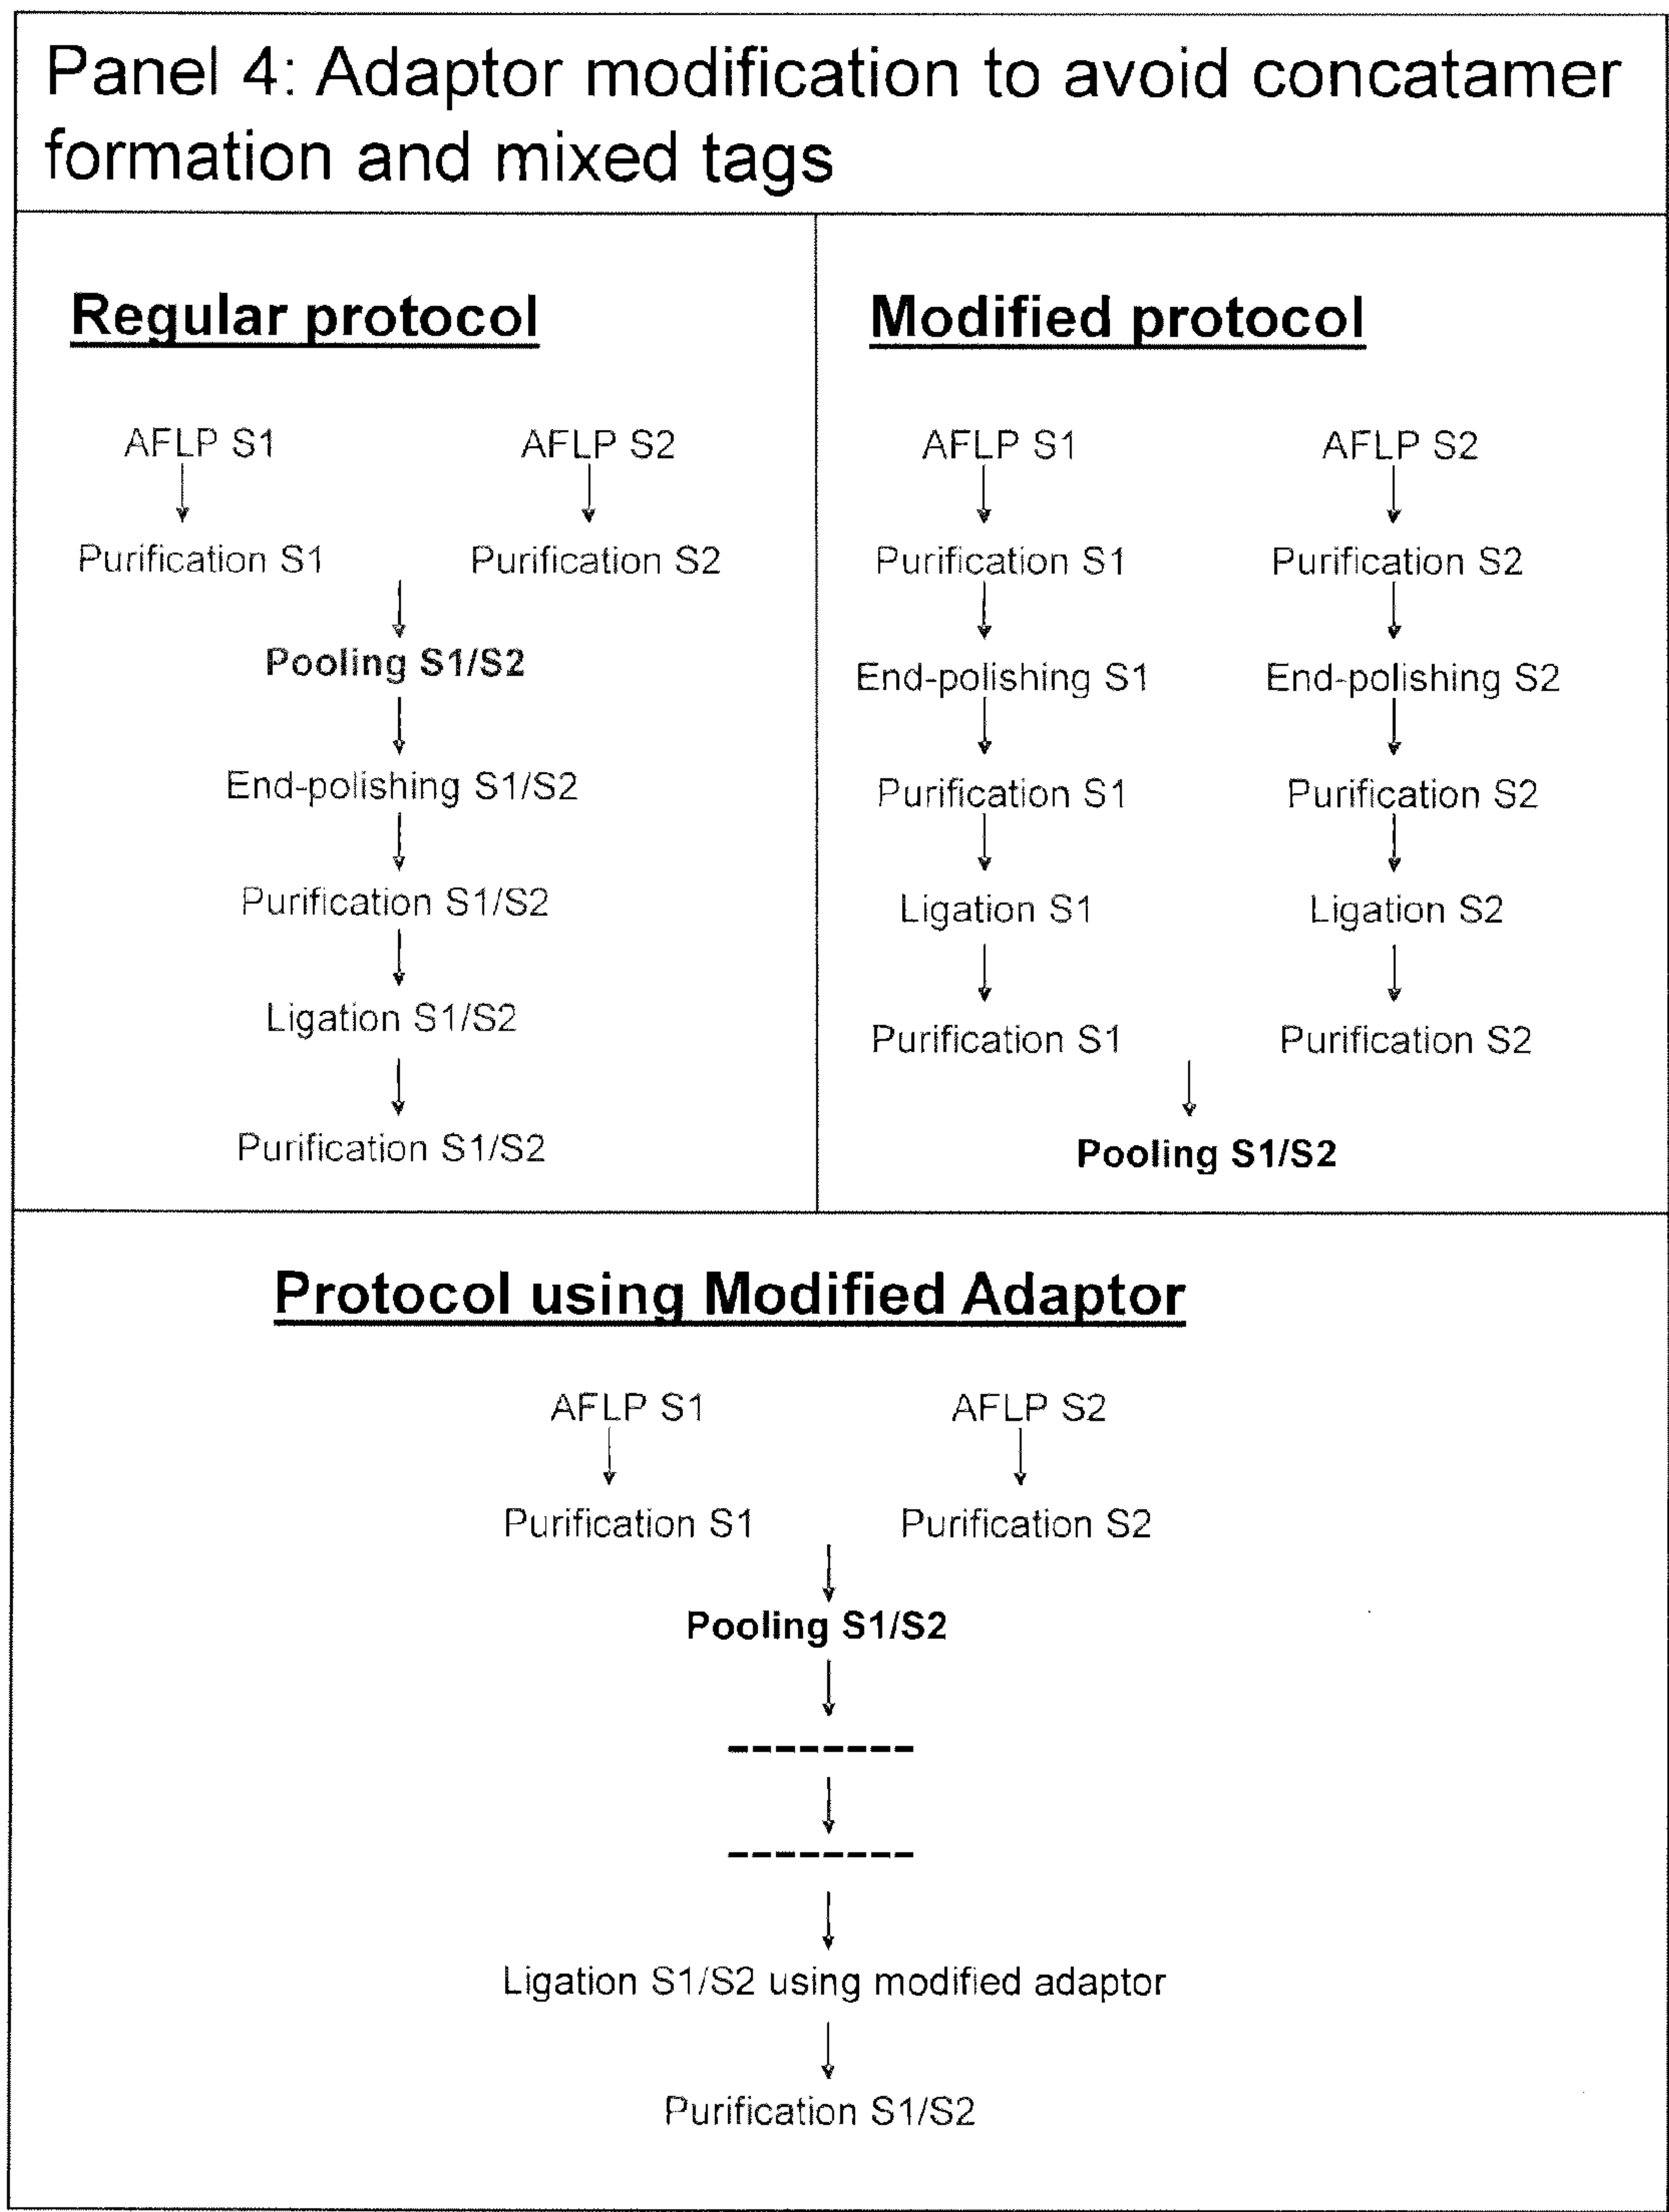 Panel 4: Adaptor modification to avoid concatamer
formation and mixed tags
Regular protocol
AFLP S1 AFLP S2
Purification S1 Purification S2
Pooling S1/S2
End-polishing S1/S2
Purification S1/S2
Ligation S1/S2
Purification S1/S2
Modified protocol
AFLP S1 AFLP S2
Purification S1 Purification S2
End-polishing S1 End-polishing S2
Purification S1 Purification S2
Ligation S1 Ligation S2
Purification S1 Purification S2
Pooling S1/S2
Protocol using Modified Adaptor
AFLP S1 AFLP S2
Purification S1 Purification S2
Pooling S1/S2
--------
--------
Ligation S1/S2 using modified adaptor
Purification S1/S2